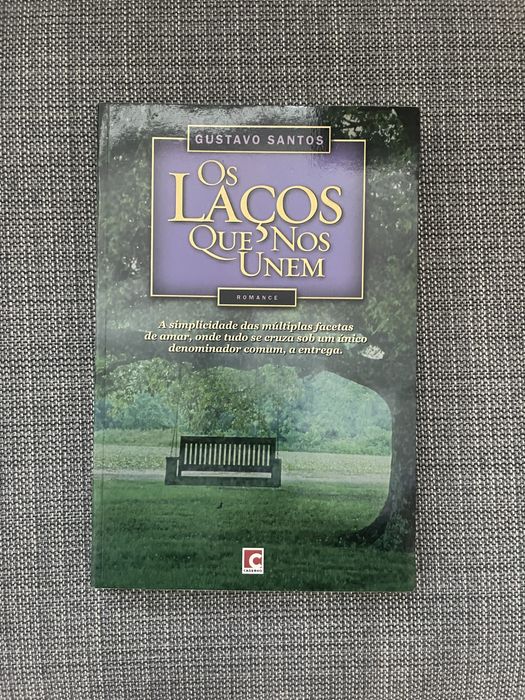 GUSTAVO SANTOS
OS
LAÇOS
QUE NOS
UNEM
ROMANCE
A simplicidade das múltiplas facetas
de amar, onde tudo se cruza sob um único
denominador comum, a entrega.
C
CADERNO